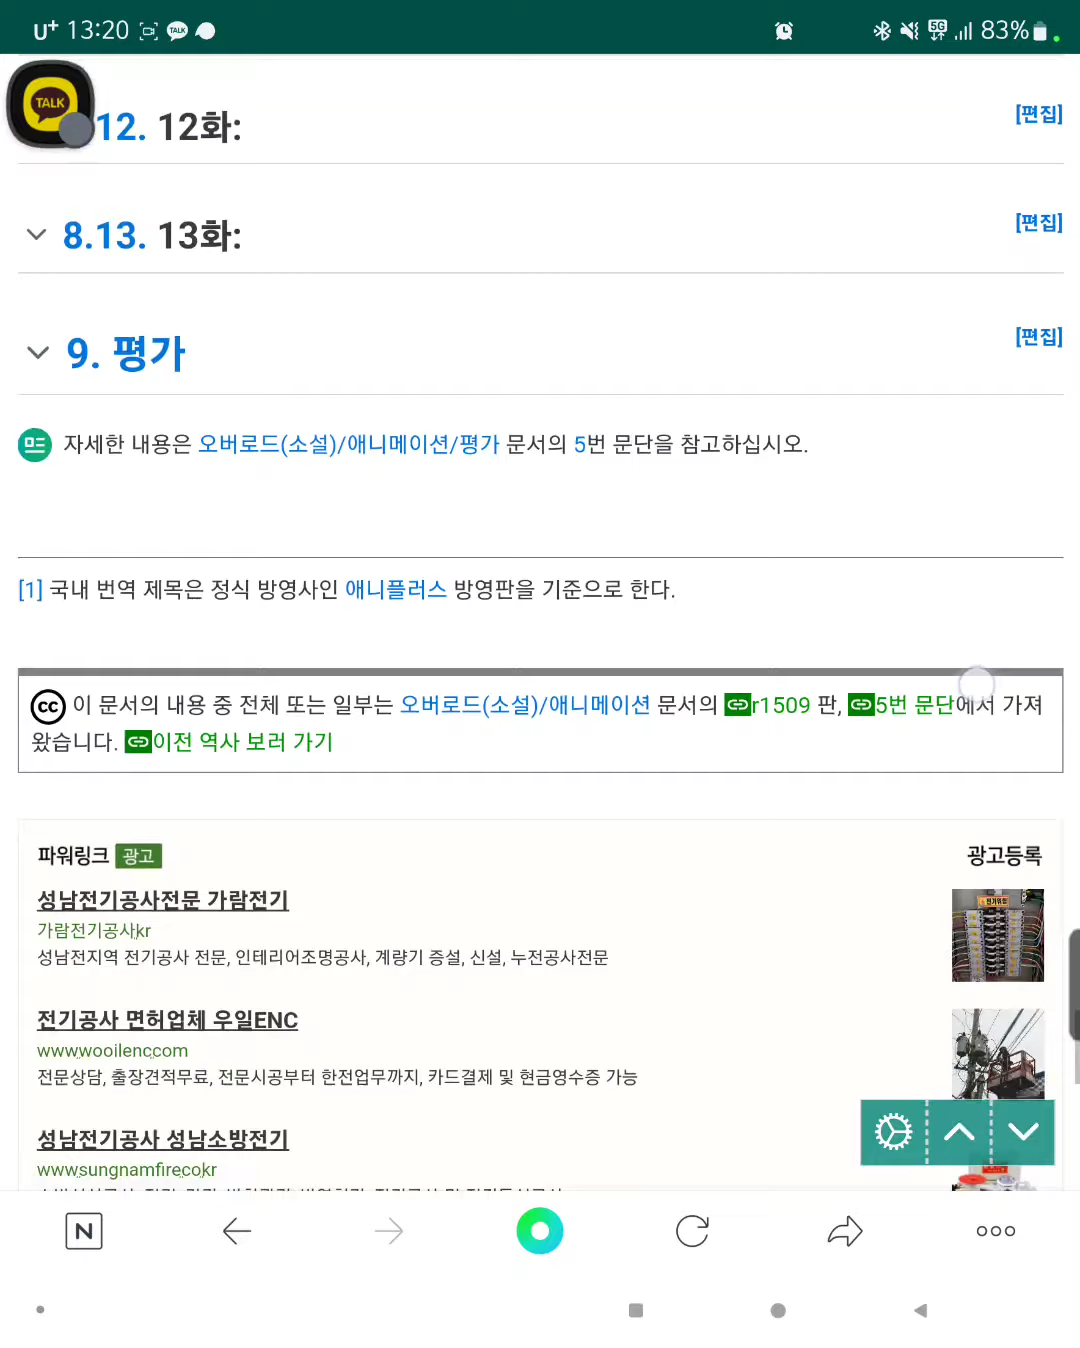 U+ 13:20 TALK 5G 83%
TALK
12. 12화: [편집]
8.13. 13화: [편집]
9. 평가 [편집]
자세한 내용은 오버로드(소설)/애니메이션/평가 문서의 5번 문단을 참고하십시오.
[1] 국내 번역 제목은 정식 방영사인 애니플러스 방영판을 기준으로 한다.
cc 이 문서의 내용 중 전체 또는 일부는 오버로드(소설)/애니메이션 문서의 r1509 판, 5번 문단에서 가져
왔습니다. 이전 역사 보러 가기
파워링크 광고 광고등록
성남전기공사전문 가람전기
가람전기공사.kr
성남전지역 전기공사 전문, 인테리어조명공사, 계량기 증설, 신설, 누전공사전문
전기공사 면허업체 우일ENC
www.wooilenc.com
전문상담, 출장견적무료, 전문시공부터 한전업무까지, 카드결제 및 현금영수증 가능
성남전기공사 성남소방전기
www.sungnamfire.co.kr
N